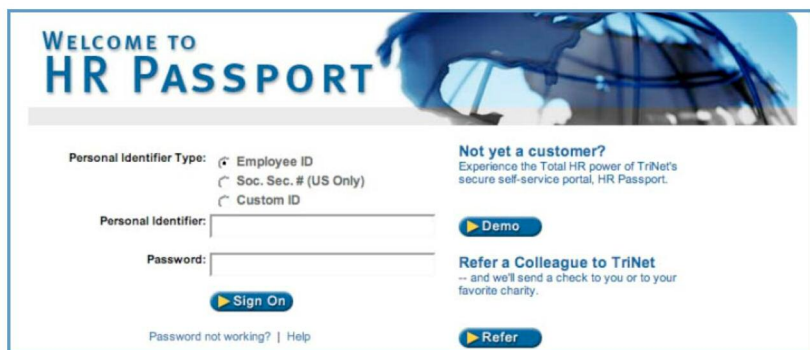 WELCOME TO
HR PASSPORT
Personal Identifier Type:
Employee ID
Soc. Sec. # (US Only)
Custom ID
Personal Identifier:
Password:
Sign On
Password not working? | Help
Not yet a customer?
Experience the Total HR power of TriNet's
secure self-service portal, HR Passport.
Demo
Refer a Colleague to TriNet
-- and we'll send a check to you or to your
favorite charity.
Refer